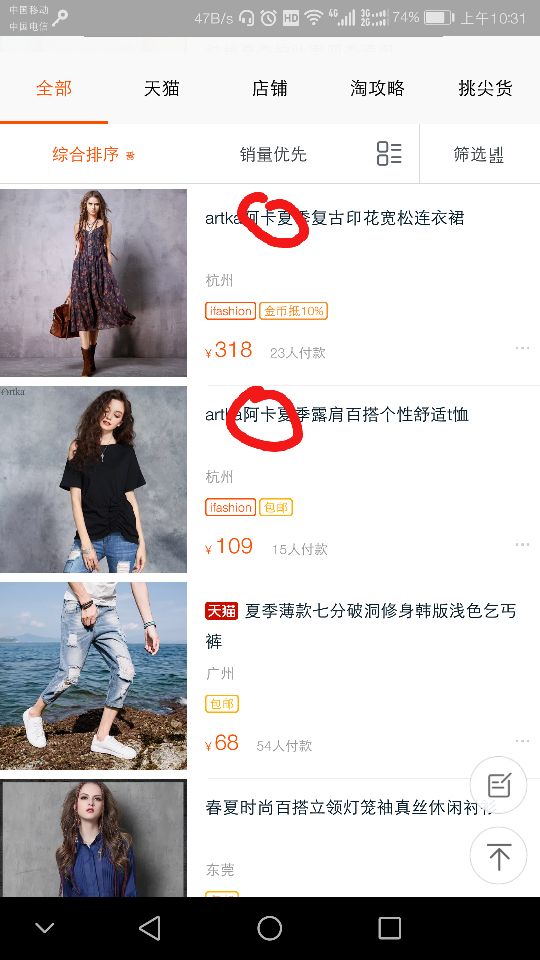 中国移动
中国电信
47B/s HD 4G 3G 2G 74% 上午10:31
全部 天猫 店铺 淘攻略 挑尖货
综合排序 销量优先 筛选
artka阿卡夏季复古印花宽松连衣裙
杭州
ifashion 金币抵10%
¥318 23人付款
Artka
artka阿卡夏季露肩百搭个性舒适t恤
杭州
ifashion 包邮
¥109 15人付款
天猫 夏季薄款七分破洞修身韩版浅色乞丐
裤
广州
包邮
¥68 54人付款
春夏时尚百搭立领灯笼袖真丝休闲衬衫
东莞